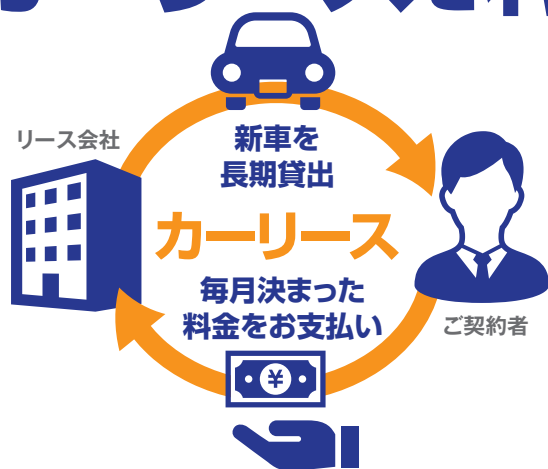 リース会社
新車を
長期貸出
カーリース
毎月決まった
料金をお支払い
¥
ご契約者